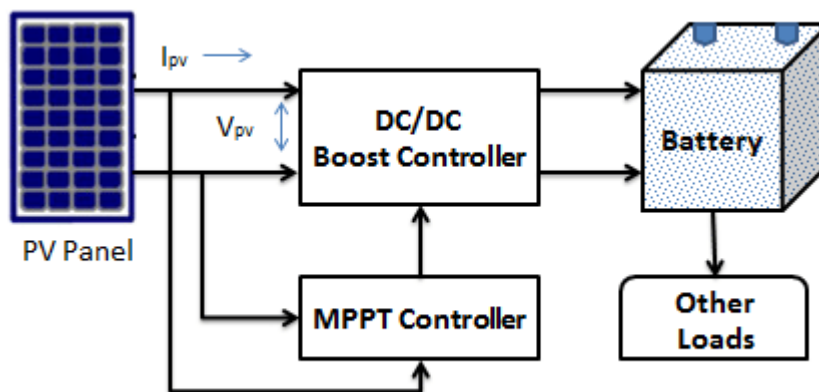 Ipv
Vpv
DC/DC
Boost Controller
Battery
PV Panel
MPPT Controller
Other
Loads